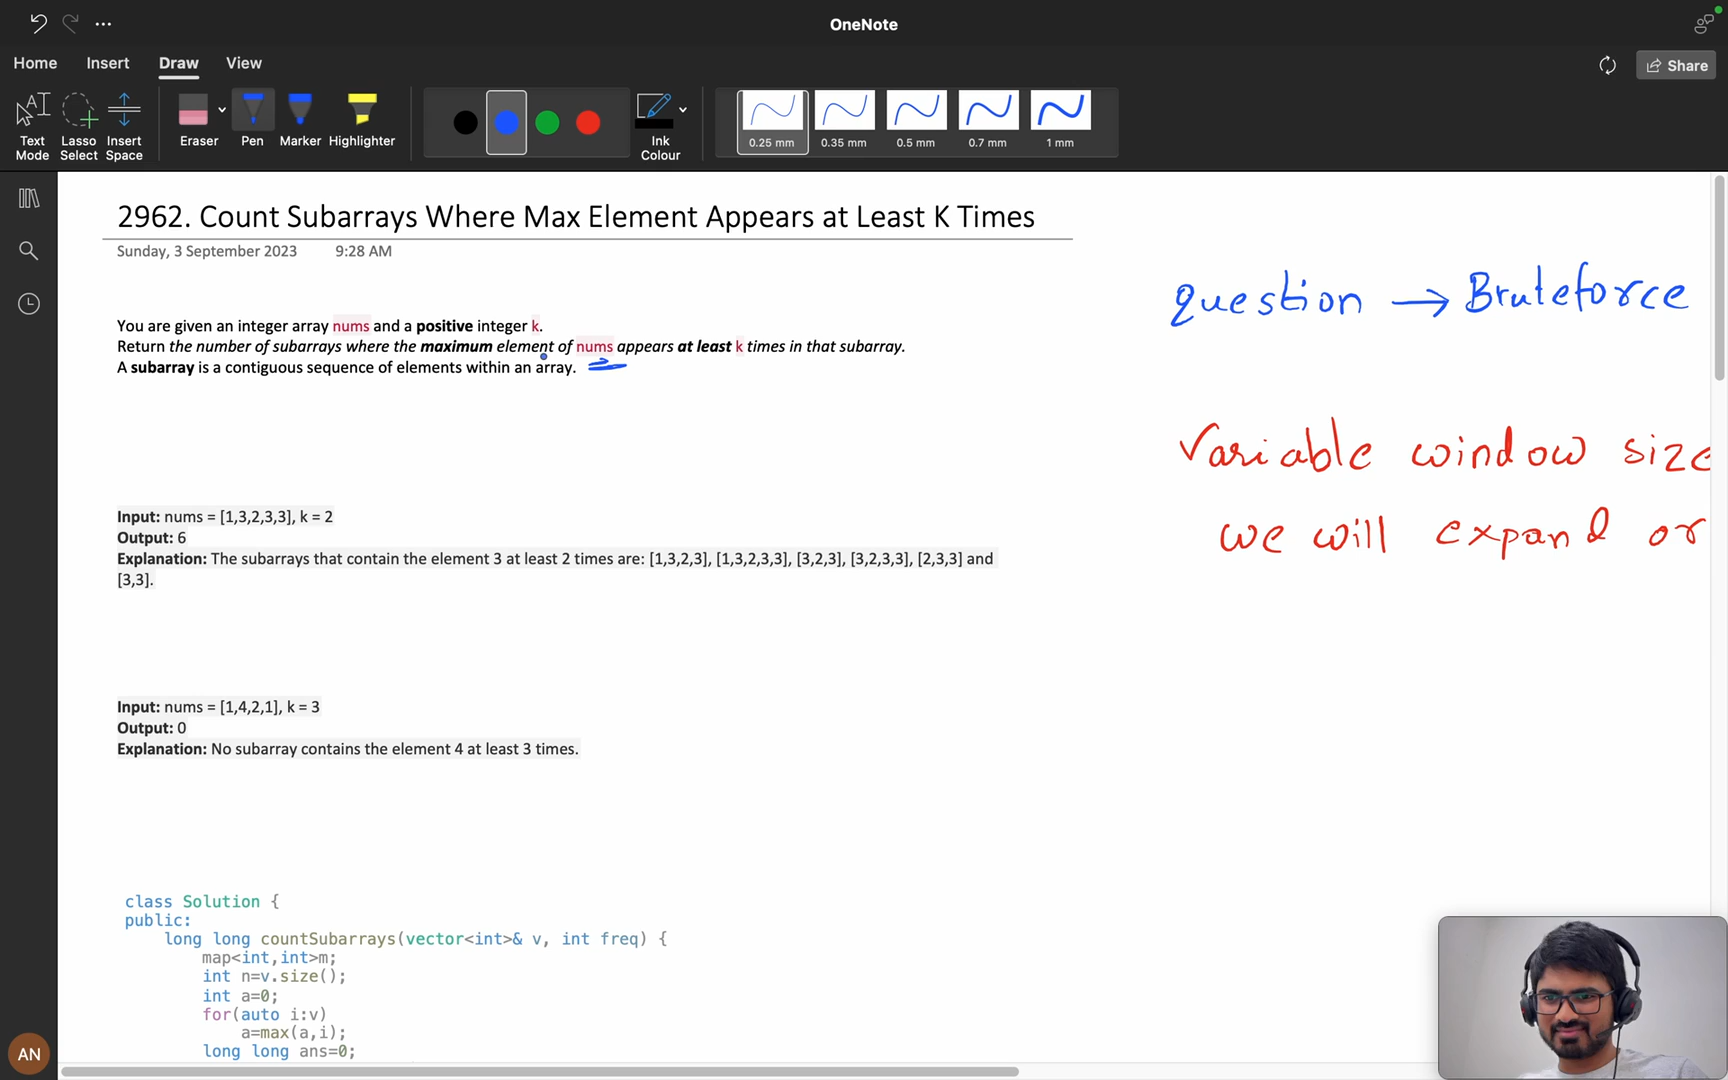 OneNote
Home
Insert
Draw
View
Share
Text Mode
Lasso Select
Insert Space
Eraser
Pen
Marker
Highlighter
Ink Colour
0.25 mm
0.35 mm
0.5 mm
0.7 mm
1 mm
2962. Count Subarrays Where Max Element Appears at Least K Times
Sunday, 3 September 2023 9:28 AM
You are given an integer array nums and a positive integer k.
Return the number of subarrays where the maximum element of nums appears at least k times in that subarray.
A subarray is a contiguous sequence of elements within an array.
question → Bruteforce
Variable window size
we will expand or
Input: nums = [1,3,2,3,3], k = 2
Output: 6
Explanation: The subarrays that contain the element 3 at least 2 times are: [1,3,2,3], [1,3,2,3,3], [3,2,3], [3,2,3,3], [2,3,3] and
[3,3].
Input: nums = [1,4,2,1], k = 3
Output: 0
Explanation: No subarray contains the element 4 at least 3 times.
class Solution {
public:
long long countSubarrays(vector<int>& v, int freq) {
map<int,int>m;
int n=v.size();
int a=0;
for(auto i:v)
a=max(a,i);
long long ans=0;
AN